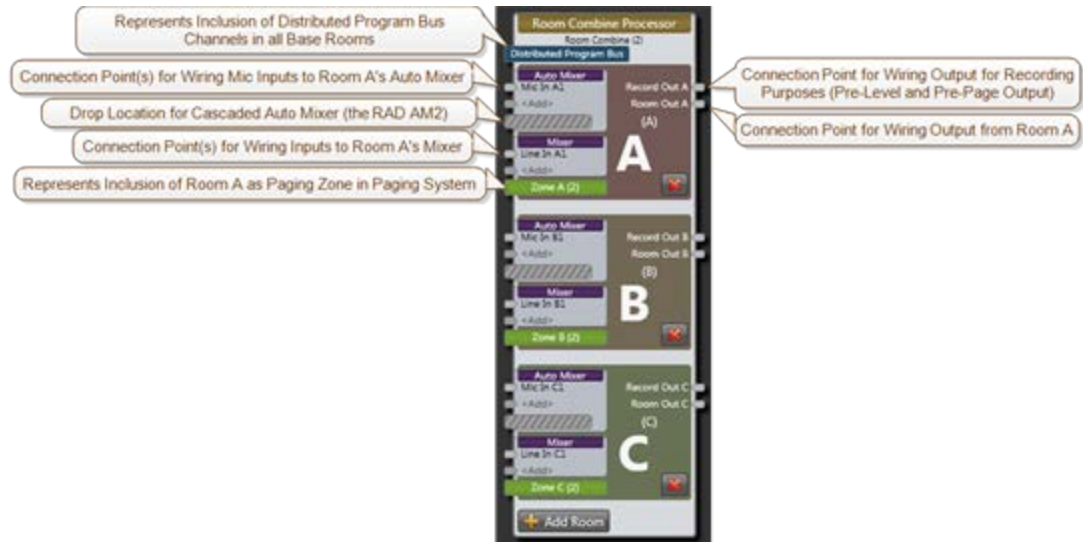 Represents Inclusion of Distributed Program Bus
Channels in all Base Rooms
Connection Point(s) for Wiring Mic Inputs to Room A's Auto Mixer
Drop Location for Cascaded Auto Mixer (the RAD AM2)
Connection Point(s) for Wiring Inputs to Room A's Mixer
Represents Inclusion of Room A as Paging Zone in Paging System
Room Combine Processor
Room Combine (2)
Distributed Program Bus
Auto Mixer
Mic In A1
<Add>
Mixer
Line In A1
<Add>
Zone A (2)
Record Out A
Room Out A
(A)
A
Auto Mixer
Mic In B1
<Add>
Mixer
Line In B1
<Add>
Zone B (2)
Record Out B
Room Out B
(B)
B
Auto Mixer
Mic In C1
<Add>
Mixer
Line In C1
<Add>
Zone C (2)
Record Out C
Room Out C
(C)
C
Add Room
Connection Point for Wiring Output for Recording
Purposes (Pre-Level and Pre-Page Output)
Connection Point for Wiring Output from Room A